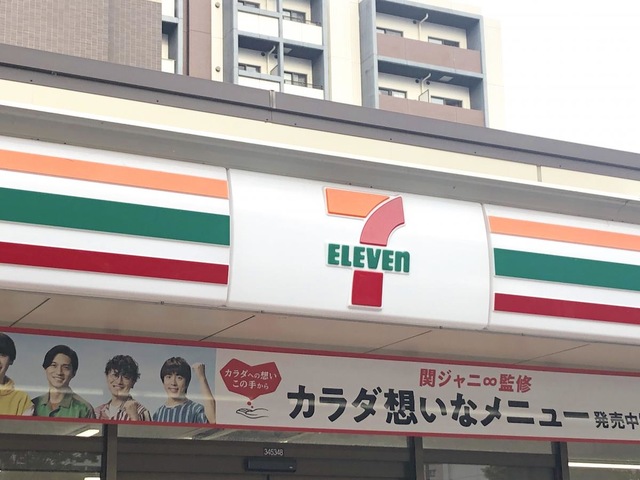 7
ELEVEn
カラダへの想い
この手から
関ジャニ∞監修
カラダ想いなメニュー 発売中
345348